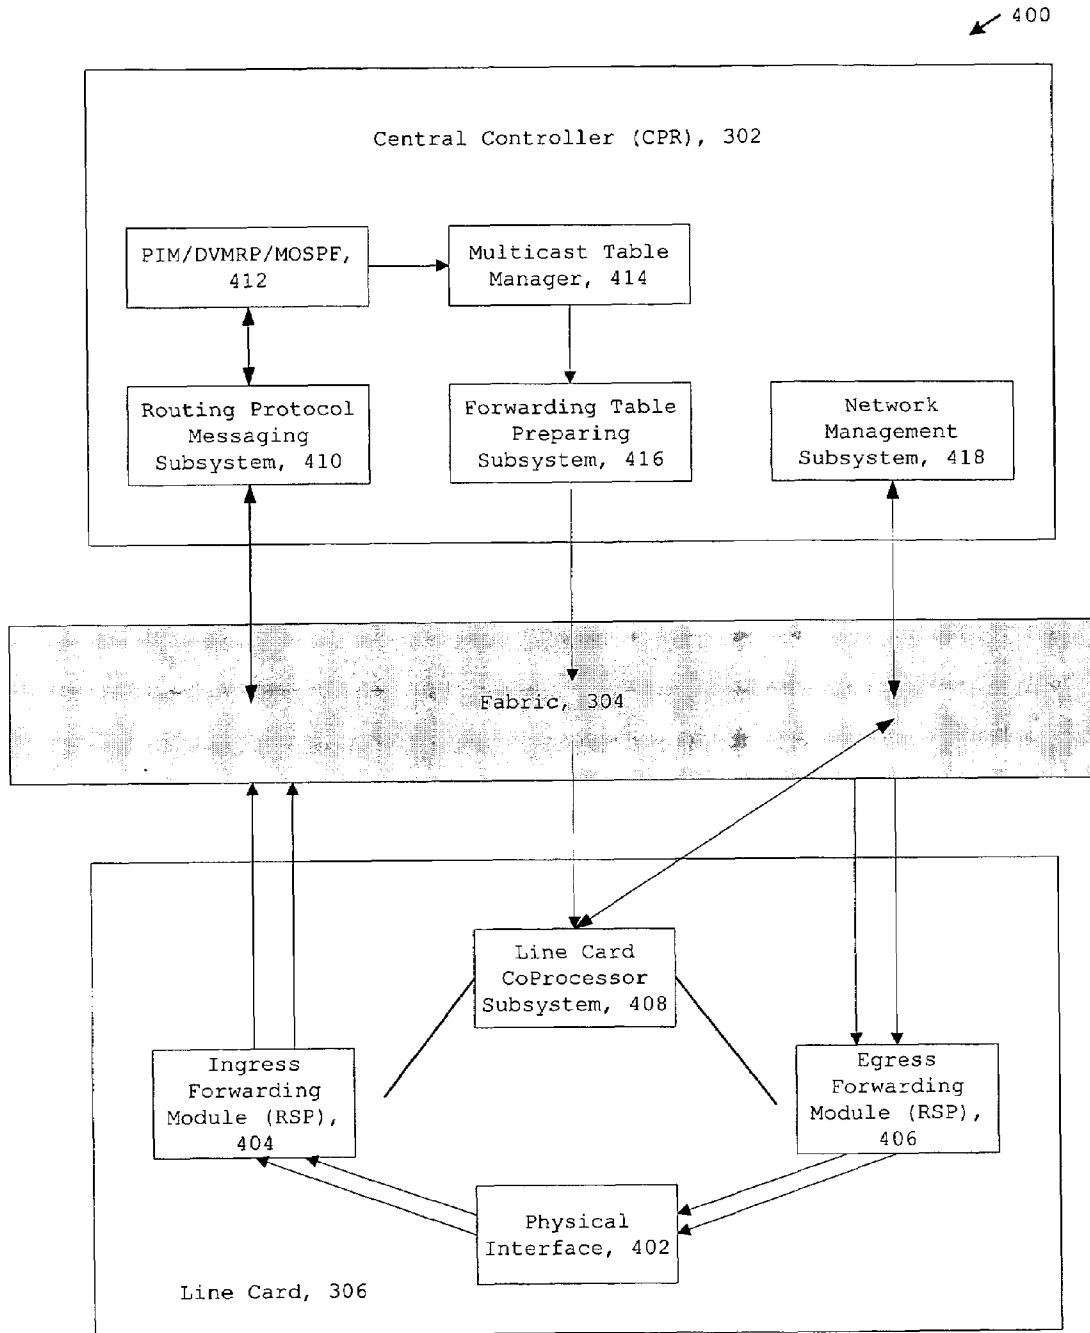 400
Central Controller (CPR), 302
PIM/DVMRP/MOSPF,
412
Multicast Table
Manager, 414
Routing Protocol
Messaging
Subsystem, 410
Forwarding Table
Preparing
Subsystem, 416
Network
Management
Subsystem, 418
Fabric, 304
Line Card
CoProcessor
Subsystem, 408
Ingress
Forwarding
Module (RSP),
404
Egress
Forwarding
Module (RSP),
406
Physical
Interface, 402
Line Card, 306